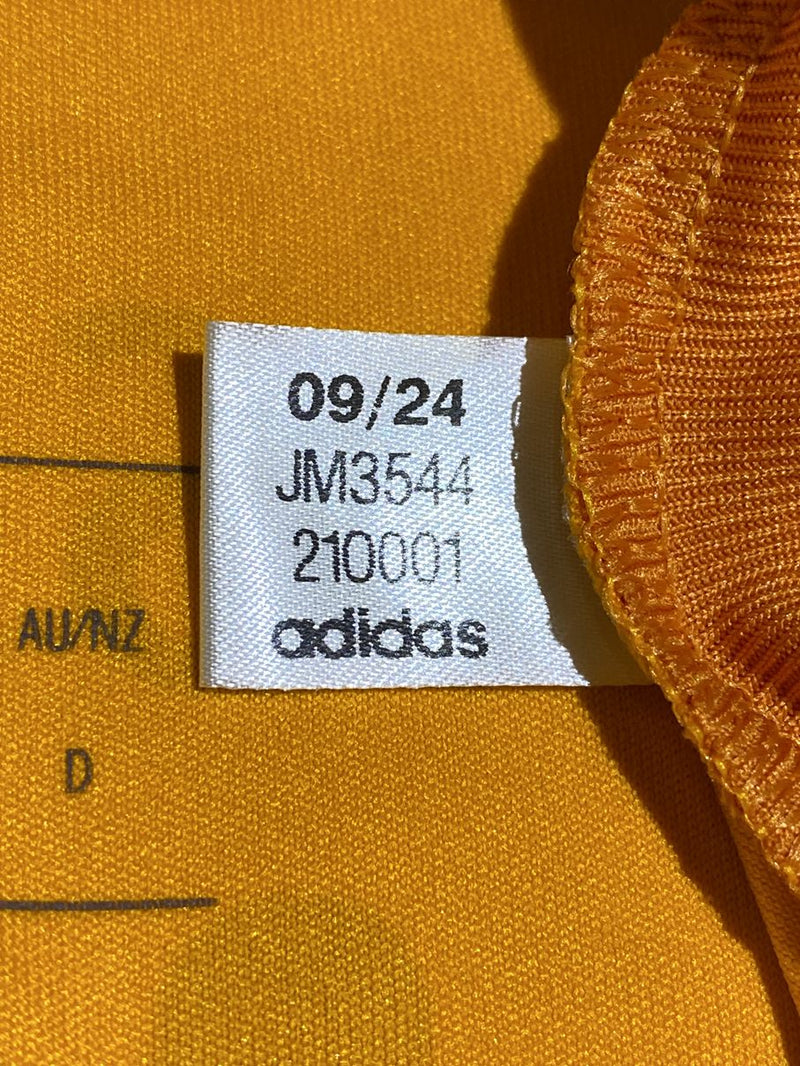 09/24
JM3544
210001
adidas
AU/NZ
D